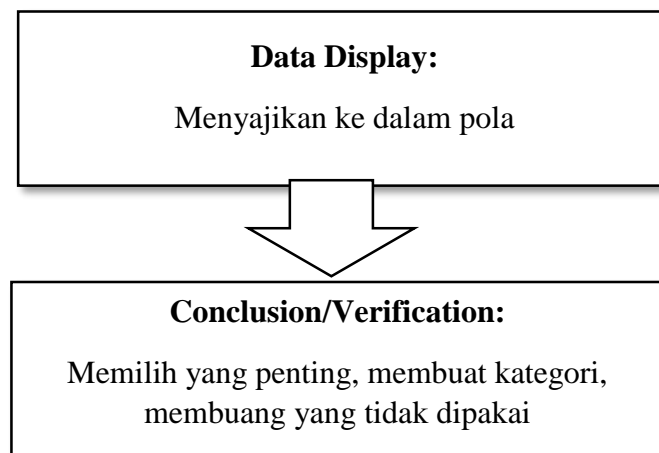 Data Display:
Menyajikan ke dalam pola
Conclusion/Verification:
Memilih yang penting, membuat kategori,
membuang yang tidak dipakai